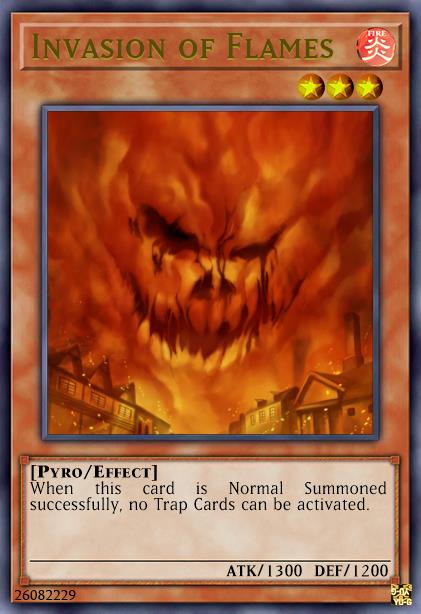 Invasion of Flames
FIRE
炎
[Pyro/Effect]
When this card is Normal Summoned
successfully, no Trap Cards can be activated.
ATK/1300 DEF/1200
26082229